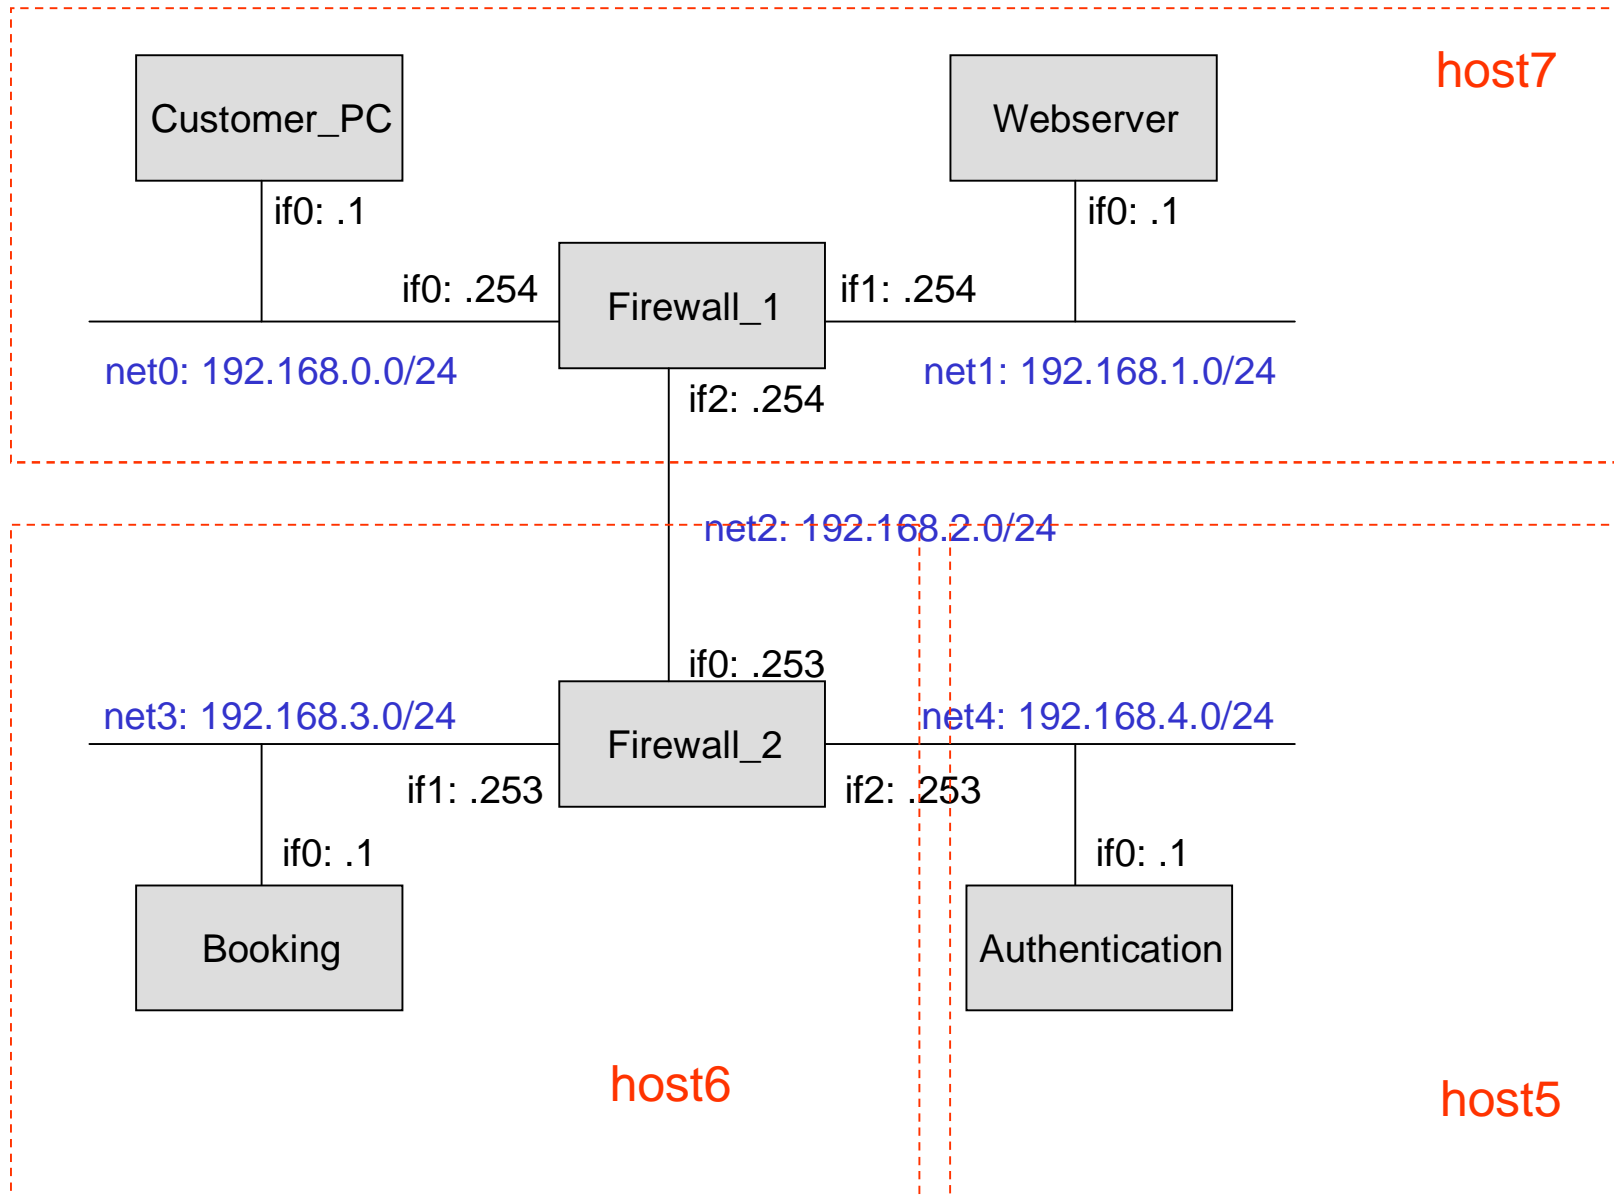 host7
Customer_PC
Webserver
if0: .1
if0: .1
if0: .254
Firewall_1
if1: .254
net0: 192.168.0.0/24
net1: 192.168.1.0/24
if2: .254
net2: 192.168.2.0/24
if0: .253
net3: 192.168.3.0/24
Firewall_2
net4: 192.168.4.0/24
if1: .253
if2: .253
if0: .1
if0: .1
Booking
Authentication
host6
host5